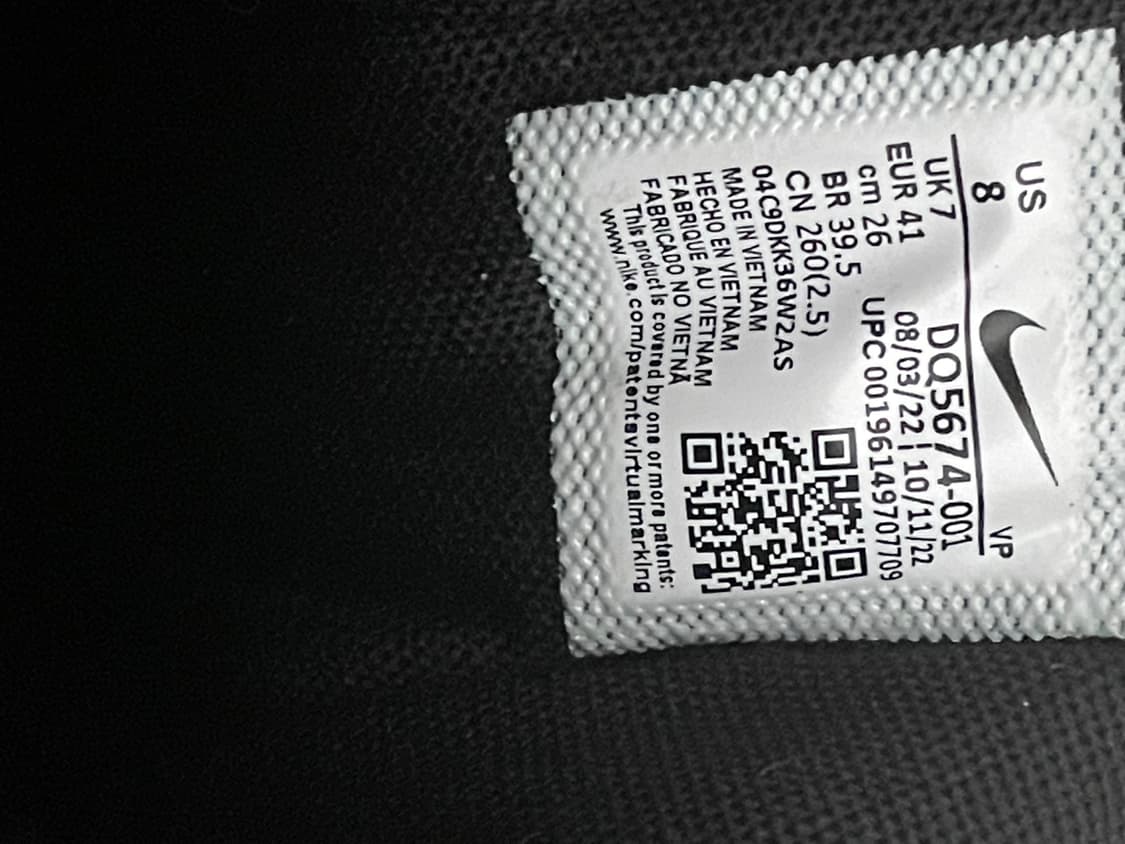 US
8 VP
UK 7 DQ5674-001
EUR 41 08/03/22 | 10/11/22
cm 26 UPC 00196149707709
BR 39.5
CN 260(2.5)
04C9DKK36W2AS
MADE IN VIETNAM
HECHO EN VIETNAM
FABRIQUE AU VIETNAM
FABRICADO NO VIETNÃ
This product is covered by one or more patents:
www.nike.com/patentsvirtualmarking